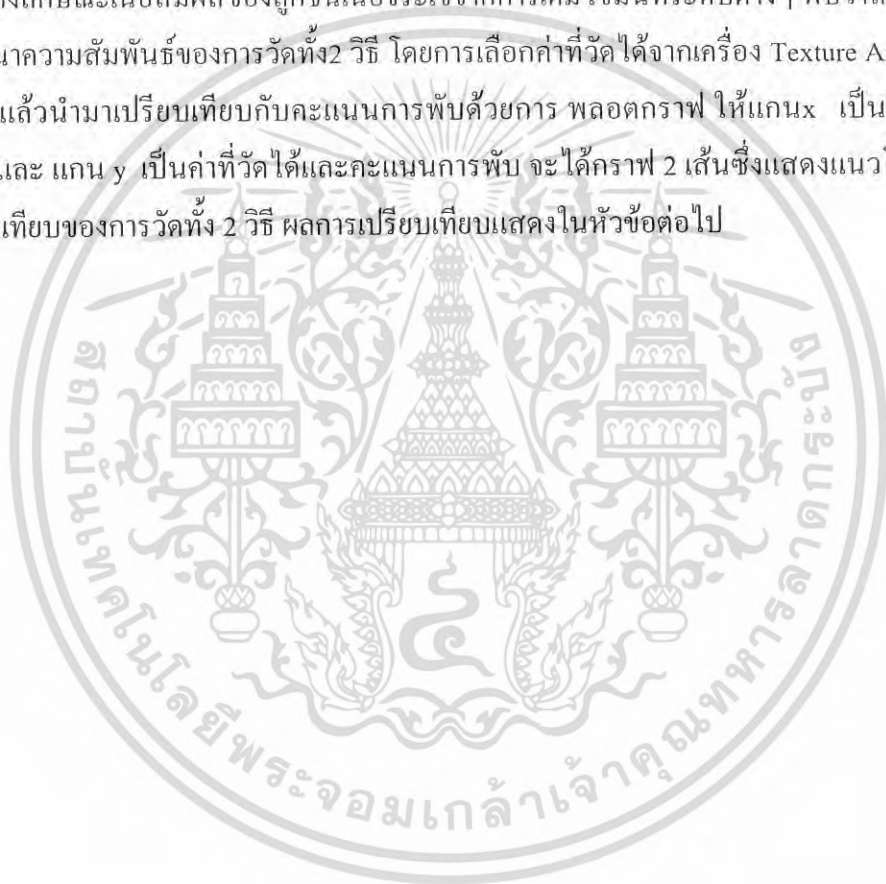 นาความสัมพันธ์ของการวัดทั้ง2 วิธี โดยการเลือกค่าที่วัดได้จากเครื่อง Texture A
แล้วนำมาเปรียบเทียบกับคะแนนการพับด้วยการ พลอตกราฟ ให้แกนx เป็น
และ แกน y เป็นค่าที่วัดได้และคะแนนการพับ จะได้กราฟ 2 เส้นซึ่งแสดงแนวโ
เทียบของการวัดทั้ง 2 วิธี ผลการเปรียบเทียบแสดงในหัวข้อต่อไป
สถาบันเทคโนโลยีพระจอมเกล้าเจ้าคุณทหารลาดกระบัง